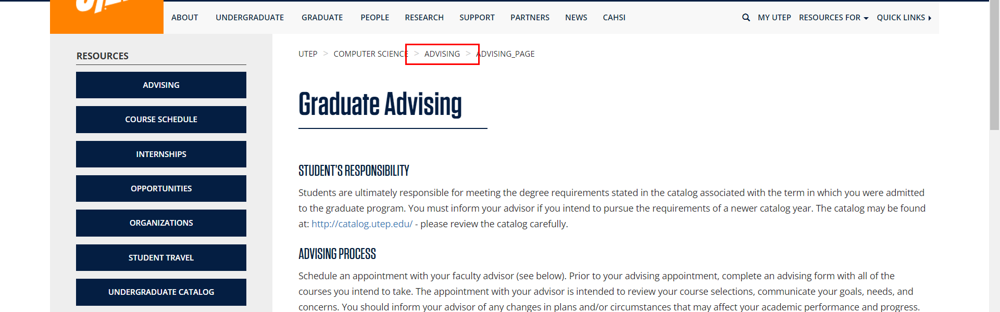 ABOUT UNDERGRADUATE GRADUATE PEOPLE RESEARCH SUPPORT PARTNERS NEWS CAHSI MY UTEP RESOURCES FOR QUICK LINKS
RESOURCES
ADVISING
COURSE SCHEDULE
INTERNSHIPS
OPPORTUNITIES
ORGANIZATIONS
STUDENT TRAVEL
UNDERGRADUATE CATALOG
UTEP > COMPUTER SCIENCE > ADVISING > ADVISING_PAGE
Graduate Advising
STUDENT'S RESPONSIBILITY
Students are ultimately responsible for meeting the degree requirements stated in the catalog associated with the term in which you were admitted
to the graduate program. You must inform your advisor if you intend to pursue the requirements of a newer catalog year. The catalog may be found
at: http://catalog.utep.edu/ - please review the catalog carefully.
ADVISING PROCESS
Schedule an appointment with your faculty advisor (see below). Prior to your advising appointment, complete an advising form with all of the
courses you intend to take. The appointment with your advisor is intended to review your course selections, communicate your goals, needs, and
concerns. You should inform your advisor of any changes in plans and/or circumstances that may affect your academic performance and progress.